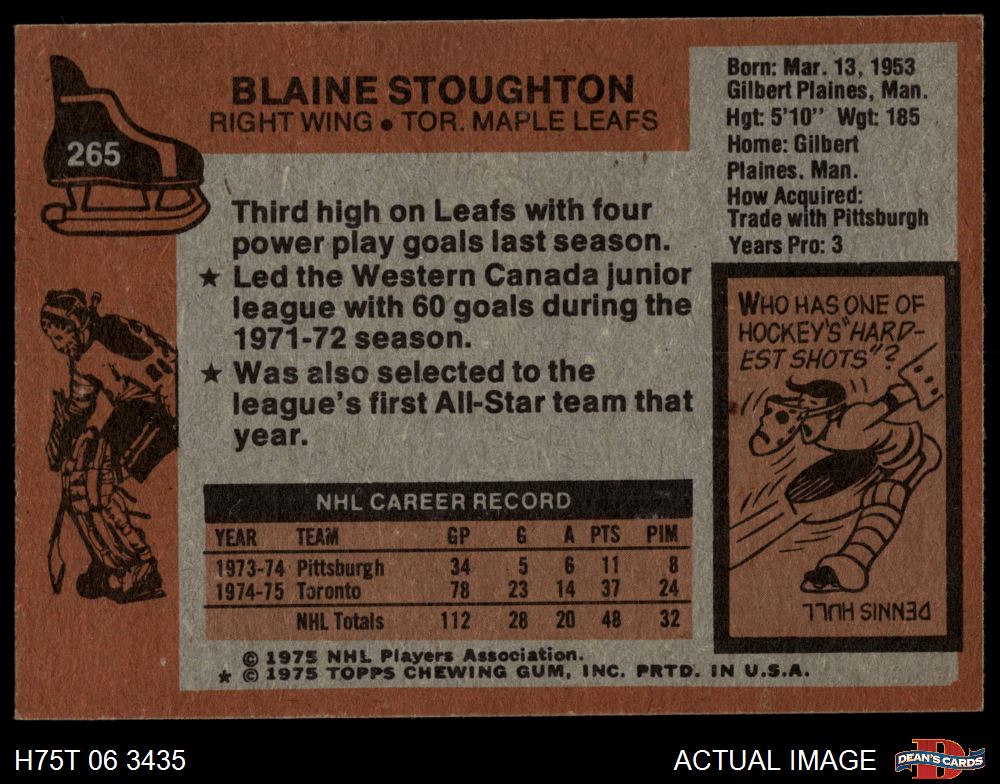 265
BLAINE STOUGHTON
RIGHT WING • TOR. MAPLE LEAFS
Born: Mar. 13, 1953
Gilbert Plaines, Man.
Hgt: 5'10" Wgt: 185
Home: Gilbert
Plaines, Man.
How Acquired:
Trade with Pittsburgh
Years Pro: 3
Third high on Leafs with four
power play goals last season.
★ Led the Western Canada junior
league with 60 goals during the
1971-72 season.
★ Was also selected to the
league's first All-Star team that
year.
WHO HAS ONE OF
HOCKEY'S "HARD-
EST SHOTS"?
DENNIS HULL
NHL CAREER RECORD
YEAR TEAM GP G A PTS PIM
1973-74 Pittsburgh 34 5 6 11 8
1974-75 Toronto 78 23 14 37 24
NHL Totals 112 28 20 48 32
© 1975 NHL Players Association.
★ © 1975 TOPPS CHEWING GUM, INC. PRTD. IN U.S.A.
H75T 06 3435
ACTUAL IMAGE
D
DEAN'S CARDS